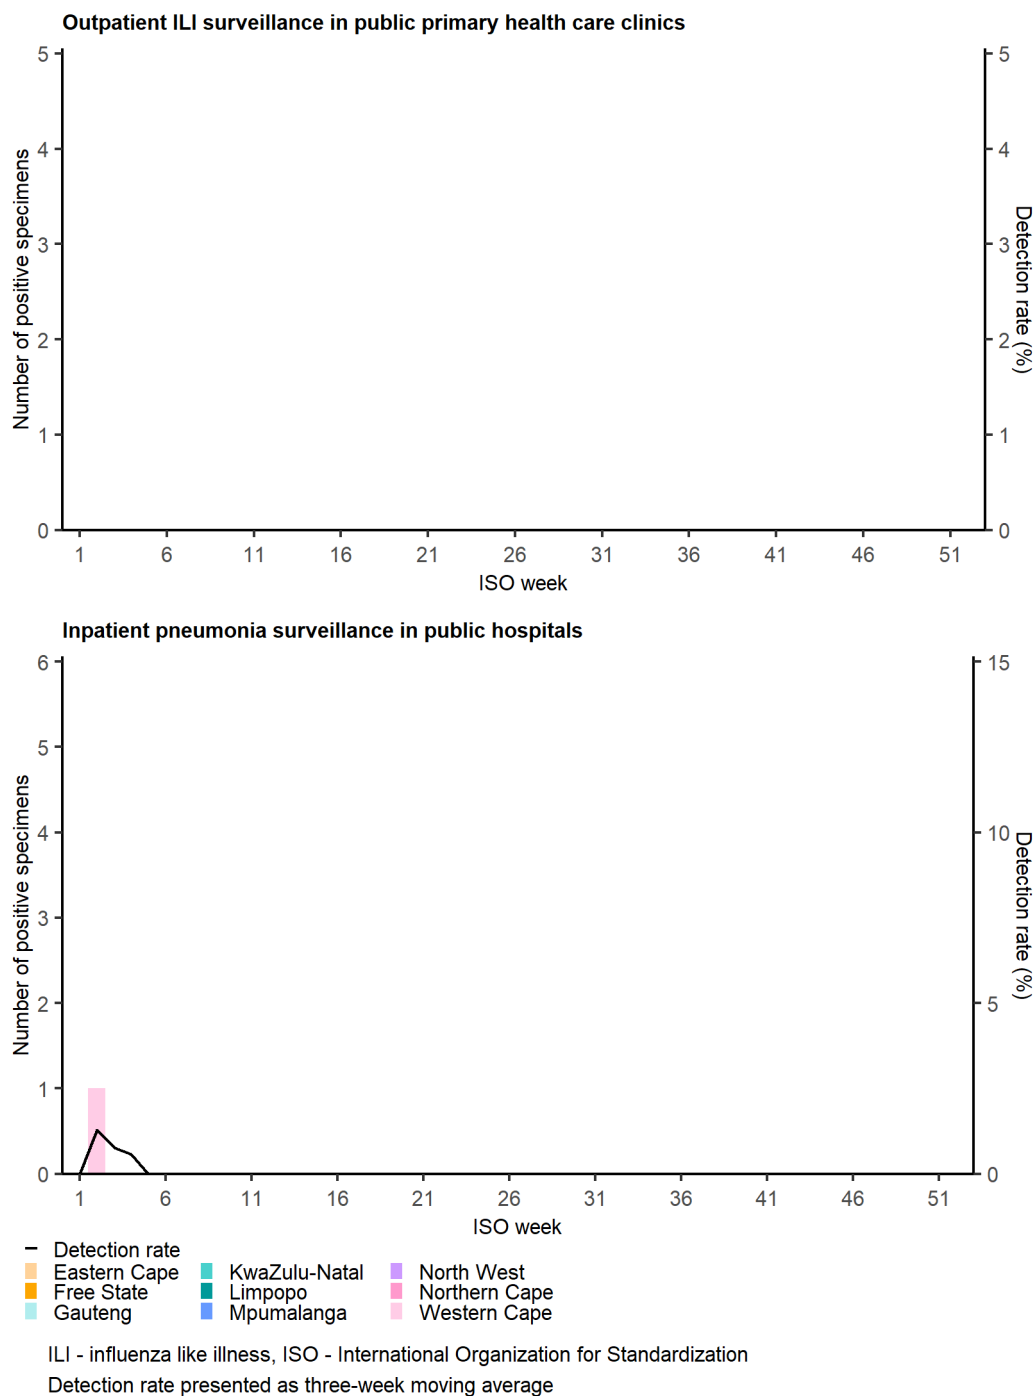 Outpatient ILI surveillance in public primary health care clinics
5
4
3
2
1
0
Number of positive specimens
5
4
3
2
1
0
Detection rate (%)
1 6 11 16 21 26 31 36 41 46 51
ISO week
Inpatient pneumonia surveillance in public hospitals
6
5
4
3
2
1
0
Number of positive specimens
15
10
5
0
Detection rate (%)
1 6 11 16 21 26 31 36 41 46 51
ISO week
Detection rate
Eastern Cape KwaZulu-Natal North West
Free State Limpopo Northern Cape
Gauteng Mpumalanga Western Cape
ILI - influenza like illness, ISO - International Organization for Standardization
Detection rate presented as three-week moving average